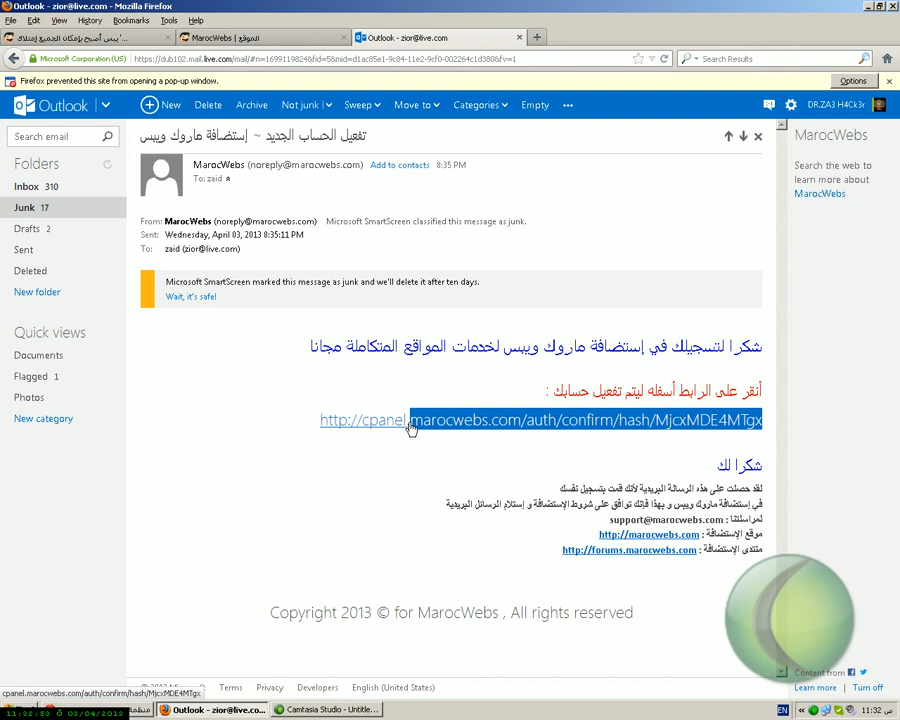 Outlook - zior@live.com - Mozilla Firefox
File Edit View History Bookmarks Tools Help
MarocWebs | الموقع
Outlook - zior@live.com
Microsoft Corporation (US)
Search Results
Firefox prevented this site from opening a pop-up window.
Options
Outlook
New Delete Archive Not junk Sweep Move to Categories Empty
DR.ZA3 H4CK3r
Search email
Folders
Inbox 310
Junk 17
Drafts 2
Sent
Deleted
New folder
Quick views
Documents
Flagged 1
Photos
New category
تفعيل الحساب الجديد ~ إستضافة ماروك ويبس
MarocWebs (noreply@marocwebs.com) Add to contacts 8:35 PM
To: zaid
From: MarocWebs (noreply@marocwebs.com) Microsoft SmartScreen classified this message as junk.
Sent: Wednesday, April 03, 2013 8:35:11 PM
To: zaid (zior@live.com)
Microsoft SmartScreen marked this message as junk and we'll delete it after ten days.
Wait, it's safe!
شكرا لتسجيلك في إستضافة ماروك ويبس لخدمات المواقع المتكاملة مجانا
أنقر على الرابط أسفله ليتم تفعيل حسابك :
http://cpanel.marocwebs.com/auth/confirm/hash/MjcxMDE4MTgx
شكرا لك
لقد حصلت على هذه الرسالة البريدية لأنك قمت بتسجيل نفسك
في إستضافة ماروك ويبس و بهذا فإنك توافق على شروط الإستضافة و إستلام الرسائل البريدية
لمراسلتنا : support@marocwebs.com
موقع الإستضافة : http://marocwebs.com
منتدى الإستضافة : http://forums.marocwebs.com
Copyright 2013 © for MarocWebs , All rights reserved
MarocWebs
Search the web to
learn more about
MarocWebs
Content from
Learn more Turn off
Terms Privacy Developers English (United States)
cpanel.marocwebs.com/auth/confirm/hash/MjcxMDE4MTgx
Outlook - zior@live.co...
Camtasia Studio - Untitle...
EN
11:32 ص